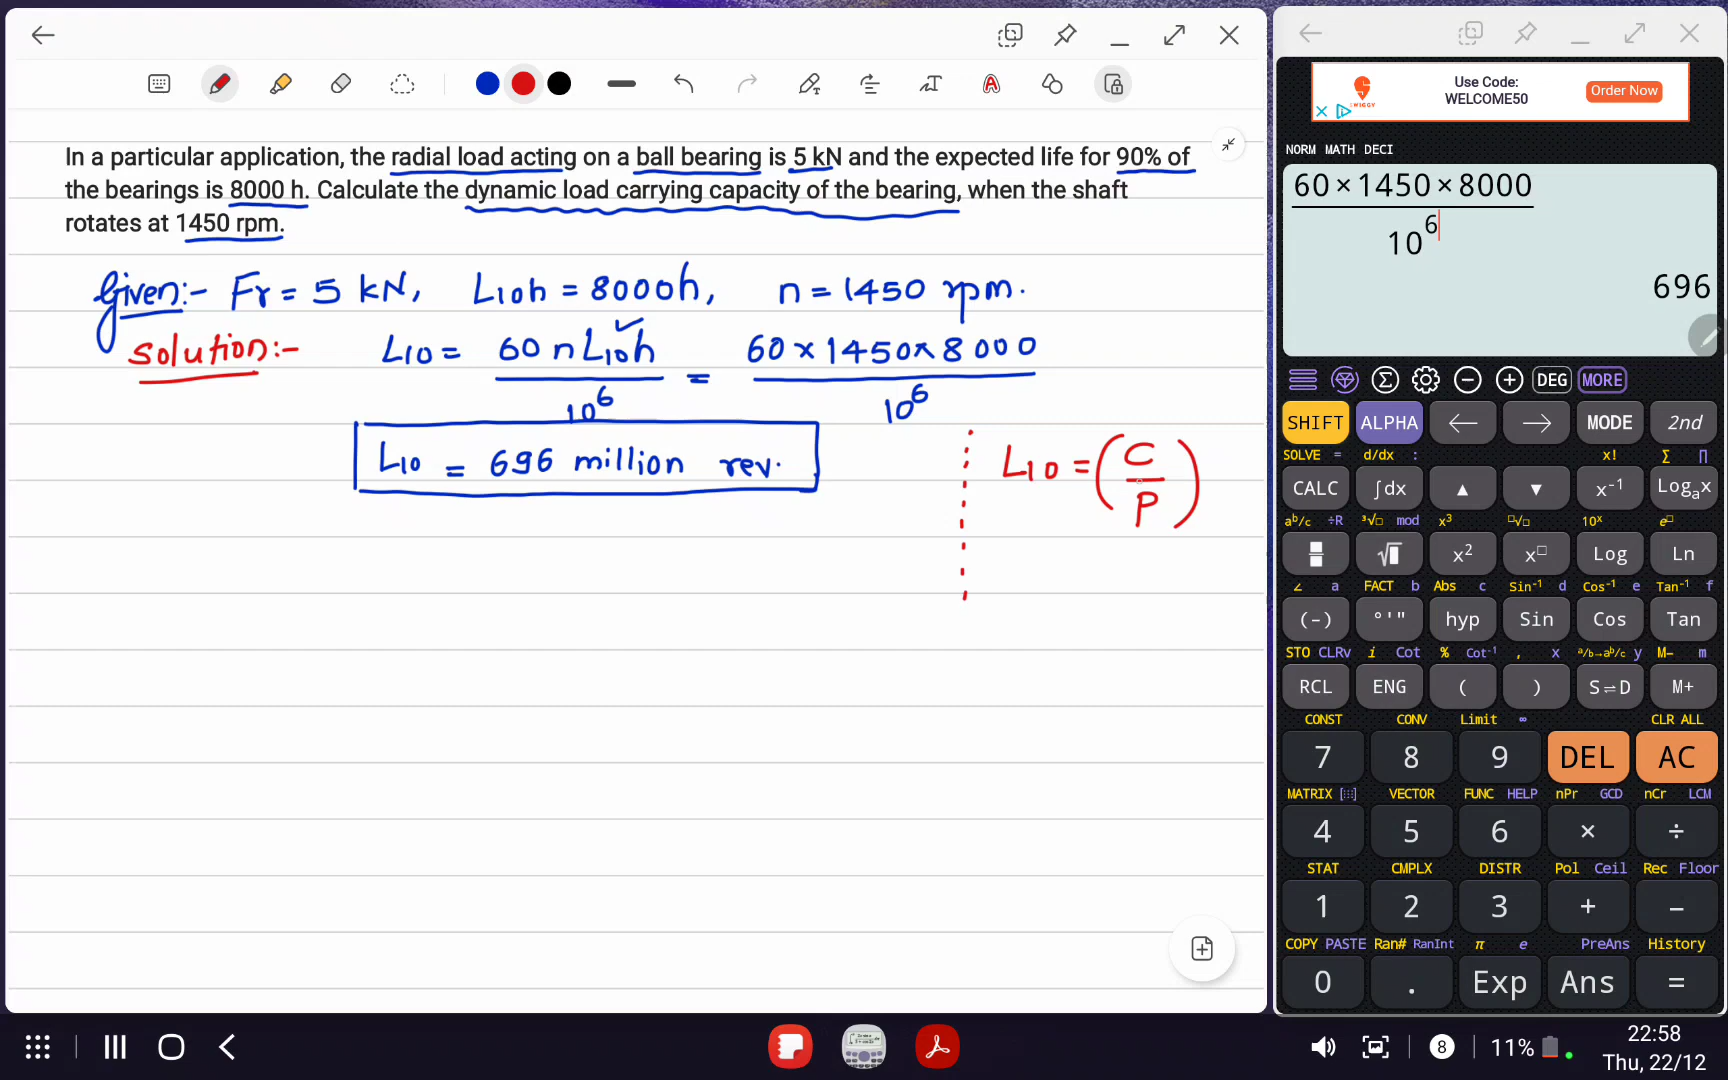 Use Code:
WELCOME50
Order Now
SWIGGY
NORM MATH DECI
60×1450×8000
10^6
696
In a particular application, the radial load acting on a ball bearing is 5 kN and the expected life for 90% of
the bearings is 8000 h. Calculate the dynamic load carrying capacity of the bearing, when the shaft
rotates at 1450 rpm.
Given:- Fr = 5 kN, L10h = 8000h, n = 1450 rpm.
Solution:- L10 = 60 n L10h / 10^6 = 60 × 1450 × 8000 / 10^6
L10 = 696 million rev.
L10 = (C/P)
DEG MORE
SHIFT ALPHA ← → MODE 2nd
SOLVE = d/dx : x! Σ ∏
CALC ∫dx ▲ ▼ x⁻¹ Logₐx
a b/c ÷R ³√□ mod x³ □√□ 10ˣ e□
√ x² x□ Log Ln
∠ a FACT b Abs c Sin⁻¹ d Cos⁻¹ e Tan⁻¹ f
(−) °'" hyp Sin Cos Tan
STO CLRv i Cot % Cot⁻¹ , x a/b→ab/c y M− m
RCL ENG ( ) S⇌D M+
CONST CONV Limit ∞ CLR ALL
7 8 9 DEL AC
MATRIX [:::] VECTOR FUNC HELP nPr GCD nCr LCM
4 5 6 × ÷
STAT CMPLX DISTR Pol Ceil Rec Floor
1 2 3 + −
COPY PASTE Ran# RanInt π e PreAns History
0 . Exp Ans =
8 11% 22:58
Thu, 22/12